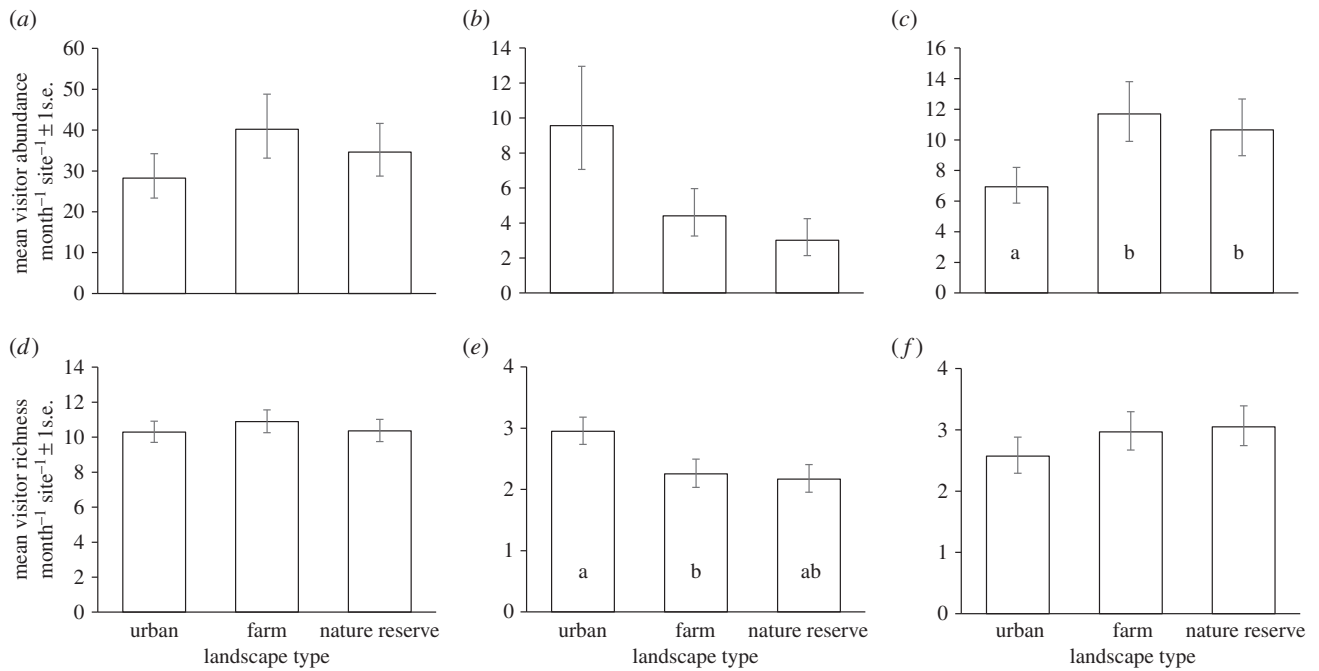 (a)
(b)
(c)
mean visitor abundance
month⁻¹ site⁻¹ ± 1 s.e.
60
50
40
30
20
10
0
14
12
10
8
6
4
2
0
16
14
12
10
8
6
4
2
0
a
b
b
(d)
(e)
(f)
mean visitor richness
month⁻¹ site⁻¹ ± 1 s.e.
14
12
10
8
6
4
2
0
4
3
2
1
0
a
b
ab
4
3
2
1
0
urban farm nature reserve
landscape type
urban farm nature reserve
landscape type
urban farm nature reserve
landscape type